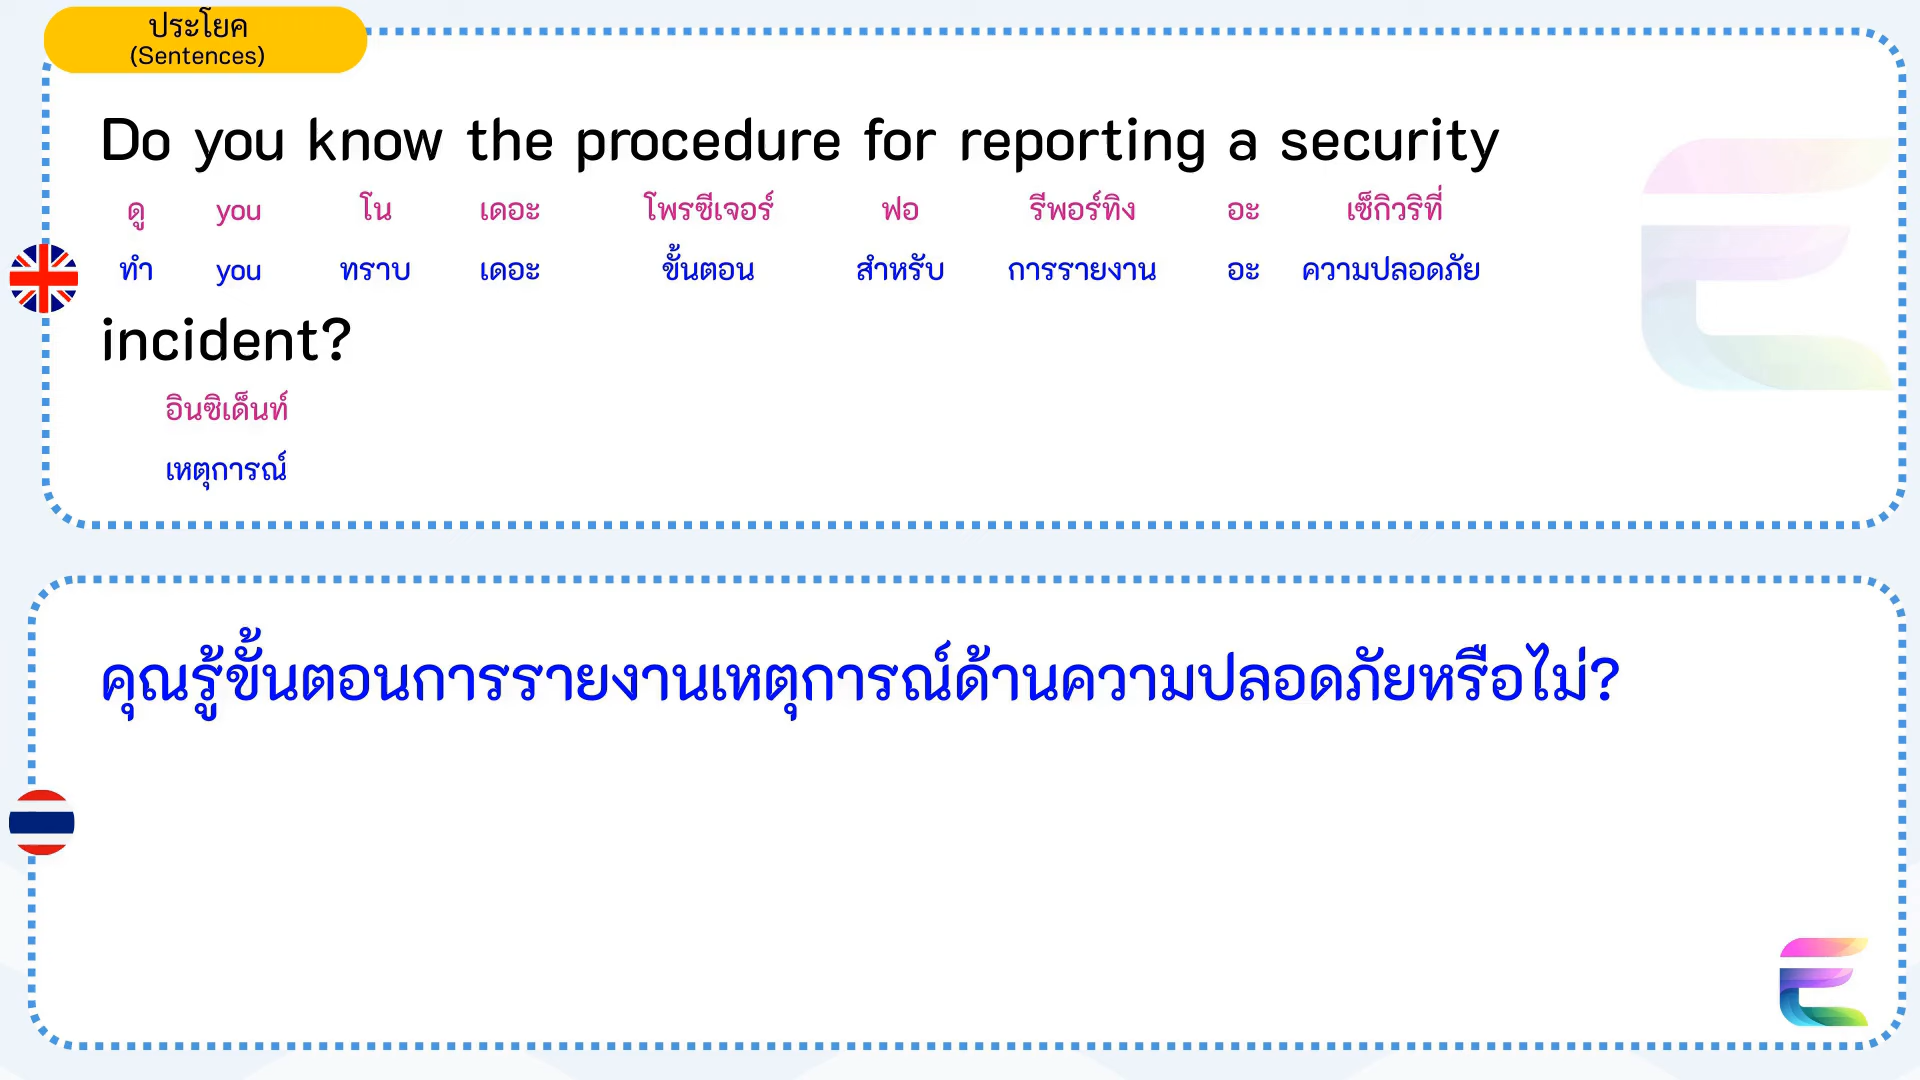 ประโยค
(Sentences)
Do you know the procedure for reporting a security
ดู you โน เดอะ โพรซีเจอร์ ฟอ รีพอร์ทิง อะ เซ็กิวริที่
ทำ you ทราบ เดอะ ขั้นตอน สำหรับ การรายงาน อะ ความปลอดภัย
incident?
อินซิเด็นท์
เหตุการณ์
คุณรู้ขั้นตอนการรายงานเหตุการณ์ด้านความปลอดภัยหรือไม่?